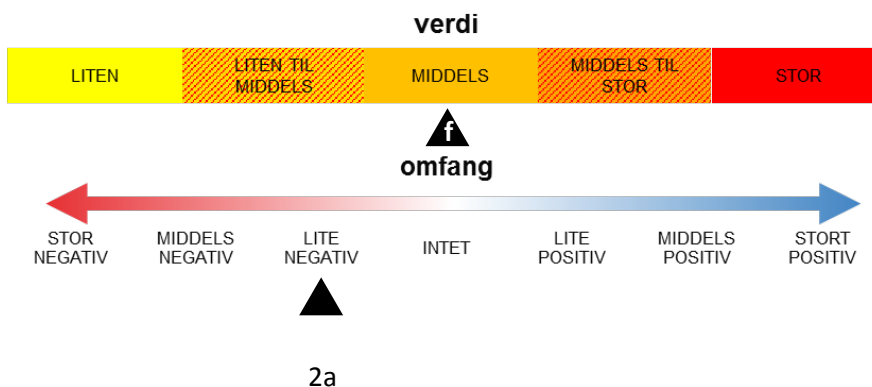 verdi
LITEN
LITEN TIL
MIDDELS
MIDDELS
MIDDELS TIL
STOR
STOR
f
omfang
STOR
NEGATIV
MIDDELS
NEGATIV
LITE
NEGATIV
INTET
LITE
POSITIV
MIDDELS
POSITIV
STORT
POSITIV
2a